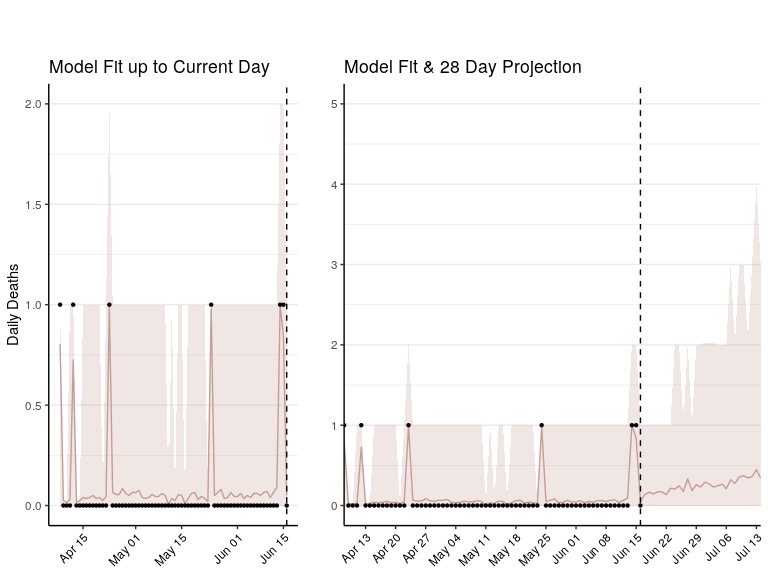 Model Fit up to Current Day
Model Fit & 28 Day Projection
Daily Deaths
2.0
1.5
1.0
0.5
0.0
Apr 15
May 01
May 15
Jun 01
Jun 15
5
4
3
2
1
0
Apr 13
Apr 20
Apr 27
May 04
May 11
May 18
May 25
Jun 01
Jun 08
Jun 15
Jun 22
Jun 29
Jul 06
Jul 13